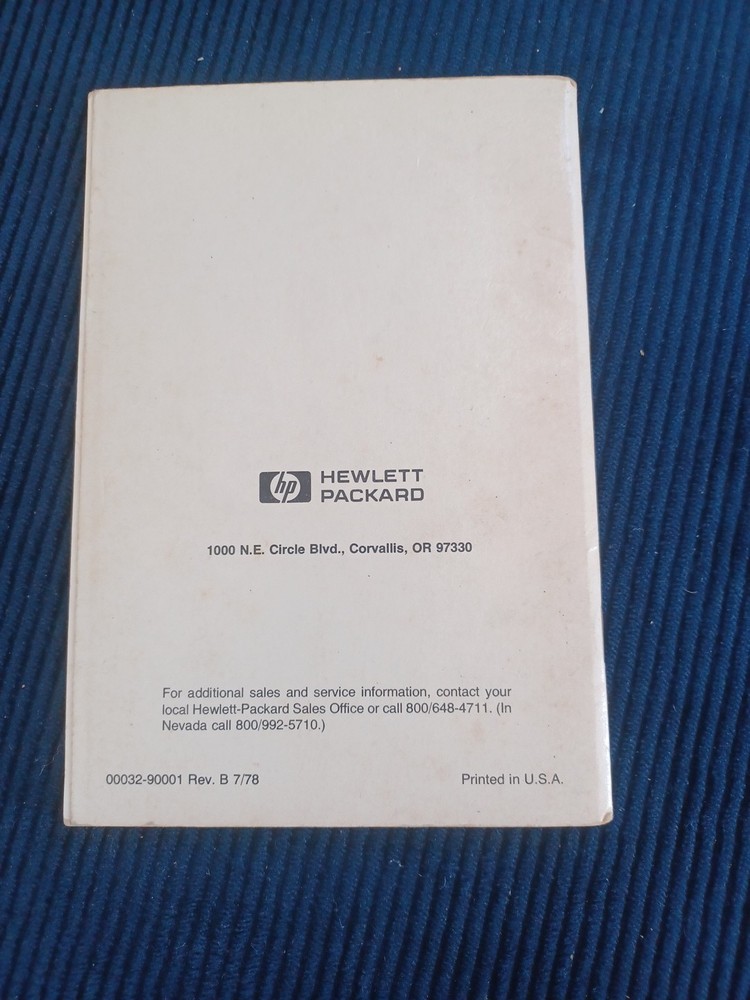 hp HEWLETT
PACKARD
1000 N.E. Circle Blvd., Corvallis, OR 97330
For additional sales and service information, contact your
local Hewlett-Packard Sales Office or call 800/648-4711. (In
Nevada call 800/992-5710.)
00032-90001 Rev. B 7/78
Printed in U.S.A.